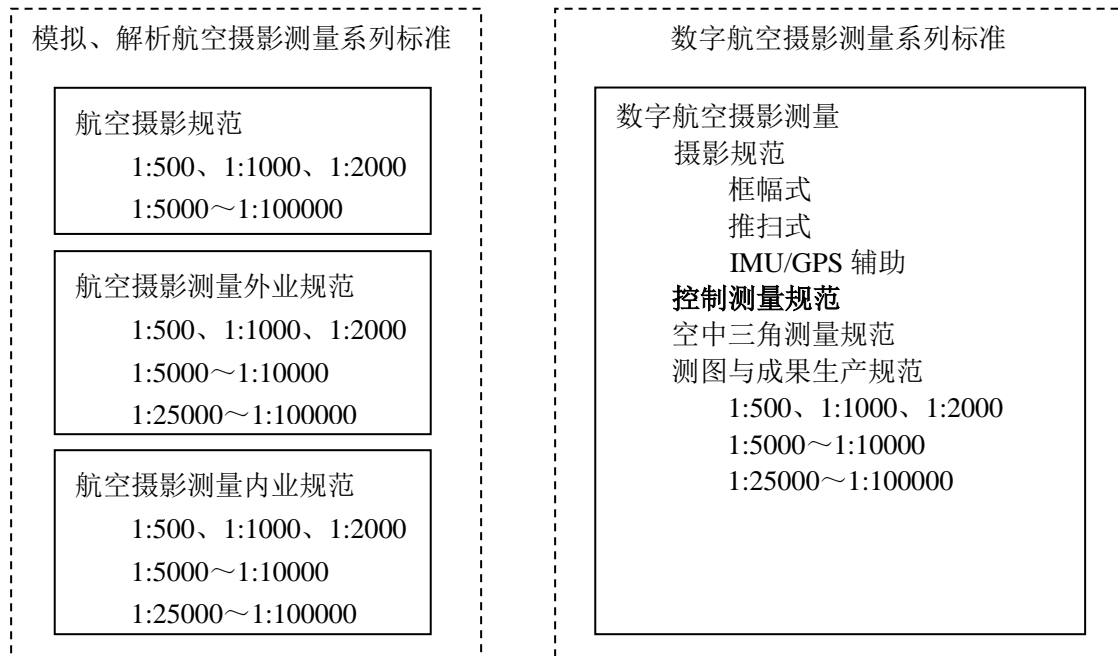 模拟、解析航空摄影测量系列标准
航空摄影规范
1:500、1:1000、1:2000
1:5000～1:100000
航空摄影测量外业规范
1:500、1:1000、1:2000
1:5000～1:10000
1:25000～1:100000
航空摄影测量内业规范
1:500、1:1000、1:2000
1:5000～1:10000
1:25000～1:100000
数字航空摄影测量系列标准
数字航空摄影测量
摄影规范
框幅式
推扫式
IMU/GPS 辅助
控制测量规范
空中三角测量规范
测图与成果生产规范
1:500、1:1000、1:2000
1:5000～1:10000
1:25000～1:100000